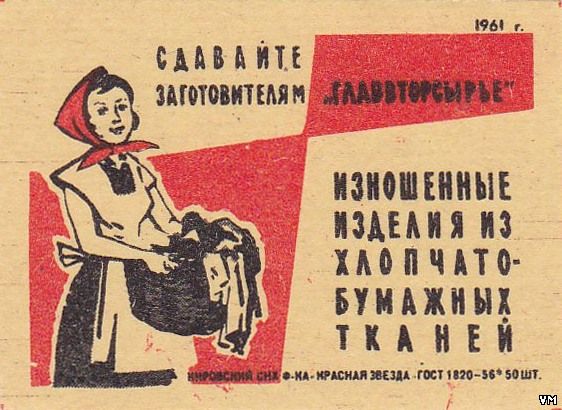 1961 г.
СДАВАЙТЕ
ЗАГОТОВИТЕЛЯМ „ГЛАВВТОРСЫРЬЕ"
ИЗНОШЕННЫЕ
ИЗДЕЛИЯ ИЗ
ХЛОПЧАТО-
БУМАЖНЫХ
ТКАНЕЙ
КИРОВСКИЙ СНХ Ф-КА "КРАСНАЯ ЗВЕЗДА" ГОСТ 1820-56* 50 ШТ.
VM